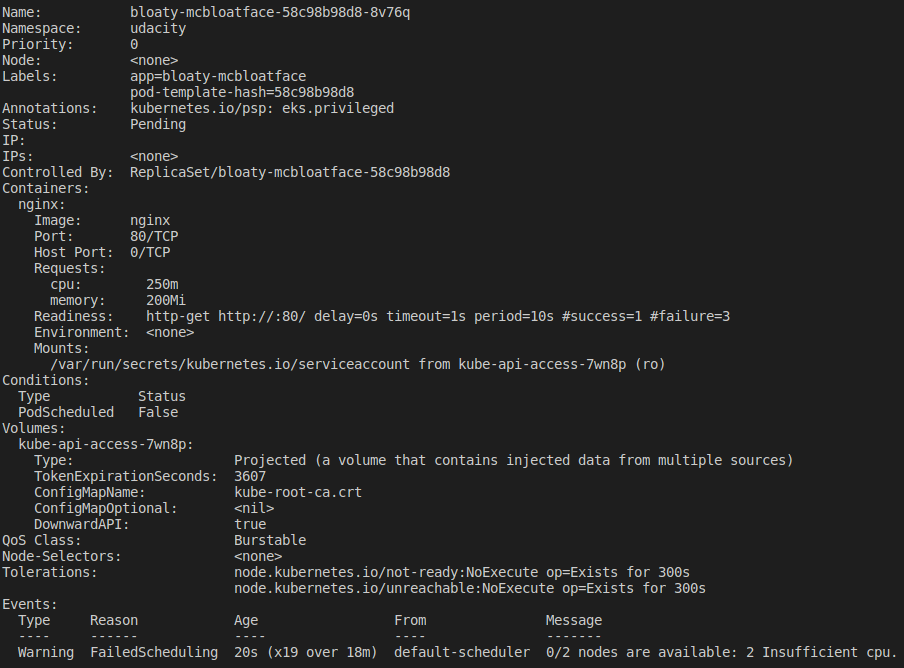 Name:           bloaty-mcbloatface-58c98b98d8-8v76q
Namespace:      udacity
Priority:       0
Node:           <none>
Labels:         app=bloaty-mcbloatface
                pod-template-hash=58c98b98d8
Annotations:    kubernetes.io/psp: eks.privileged
Status:         Pending
IP:
IPs:            <none>
Controlled By:  ReplicaSet/bloaty-mcbloatface-58c98b98d8
Containers:
  nginx:
    Image:      nginx
    Port:       80/TCP
    Host Port:  0/TCP
    Requests:
      cpu:        250m
      memory:     200Mi
    Readiness:    http-get http://:80/ delay=0s timeout=1s period=10s #success=1 #failure=3
    Environment:  <none>
    Mounts:
      /var/run/secrets/kubernetes.io/serviceaccount from kube-api-access-7wn8p (ro)
Conditions:
  Type           Status
  PodScheduled   False
Volumes:
  kube-api-access-7wn8p:
    Type:                    Projected (a volume that contains injected data from multiple sources)
    TokenExpirationSeconds:  3607
    ConfigMapName:           kube-root-ca.crt
    ConfigMapOptional:       <nil>
    DownwardAPI:             true
QoS Class:                   Burstable
Node-Selectors:              <none>
Tolerations:                 node.kubernetes.io/not-ready:NoExecute op=Exists for 300s
                             node.kubernetes.io/unreachable:NoExecute op=Exists for 300s
Events:
  Type     Reason            Age                 From               Message
  ----     ------            ----                ----               -------
  Warning  FailedScheduling  20s (x19 over 18m)  default-scheduler  0/2 nodes are available: 2 Insufficient cpu.